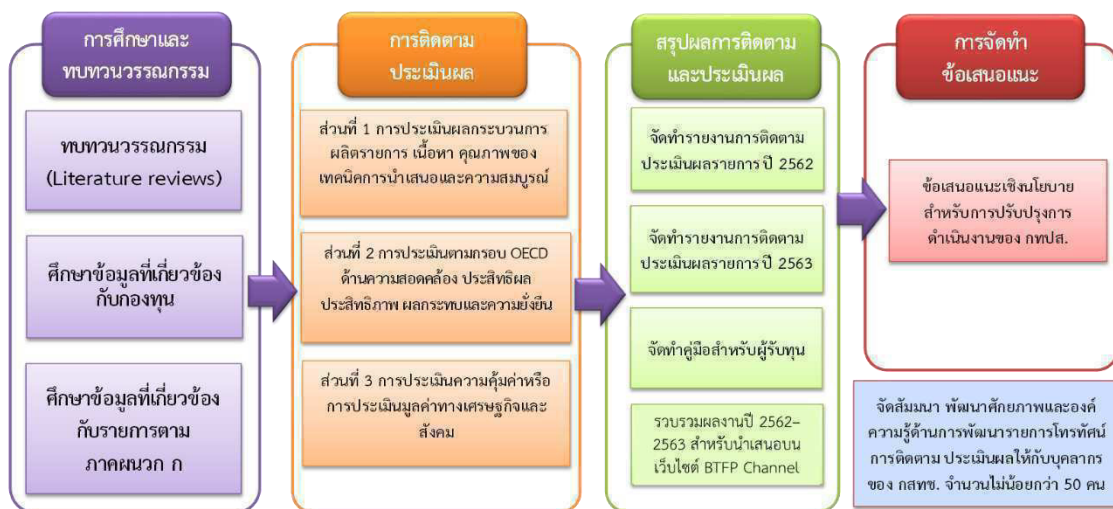 การศึกษาและ
ทบทวนวรรณกรรม
ทบทวนวรรณกรรม
(Literature reviews)
ศึกษาข้อมูลที่เกี่ยวข้อง
กับกองทุน
ศึกษาข้อมูลที่เกี่ยวข้อง
กับรายการตาม
ภาคผนวก ก
การติดตาม
ประเมินผล
ส่วนที่ 1 การประเมินผลกระบวนการ
ผลิตรายการ เนื้อหา คุณภาพของ
เทคนิคการนำเสนอและความสมบูรณ์
ส่วนที่ 2 การประเมินตามกรอบ OECD
ด้านความสอดคล้อง ประสิทธิผล
ประสิทธิภาพ ผลกระทบและความยั่งยืน
ส่วนที่ 3 การประเมินความคุ้มค่าหรือ
การประเมินมูลค่าทางเศรษฐกิจและ
สังคม
สรุปผลการติดตาม
และประเมินผล
จัดทำรายงานการติดตาม
ประเมินผลรายการ ปี 2562
จัดทำรายงานการติดตาม
ประเมินผลรายการ ปี 2563
จัดทำคู่มือสำหรับผู้รับทุน
รวบรวมผลงานปี 2562–
2563 สำหรับนำเสนอบน
เว็บไซต์ BTFP Channel
การจัดทำ
ข้อเสนอแนะ
ข้อเสนอแนะเชิงนโยบาย
สำหรับการปรับปรุงการ
ดำเนินงานของ กทปส.
จัดสัมมนา พัฒนาศักยภาพและองค์
ความรู้ด้านการพัฒนารายการโทรทัศน์
การติดตาม ประเมินผลให้กับบุคลากร
ของ กสทช. จำนวนไม่น้อยกว่า 50 คน